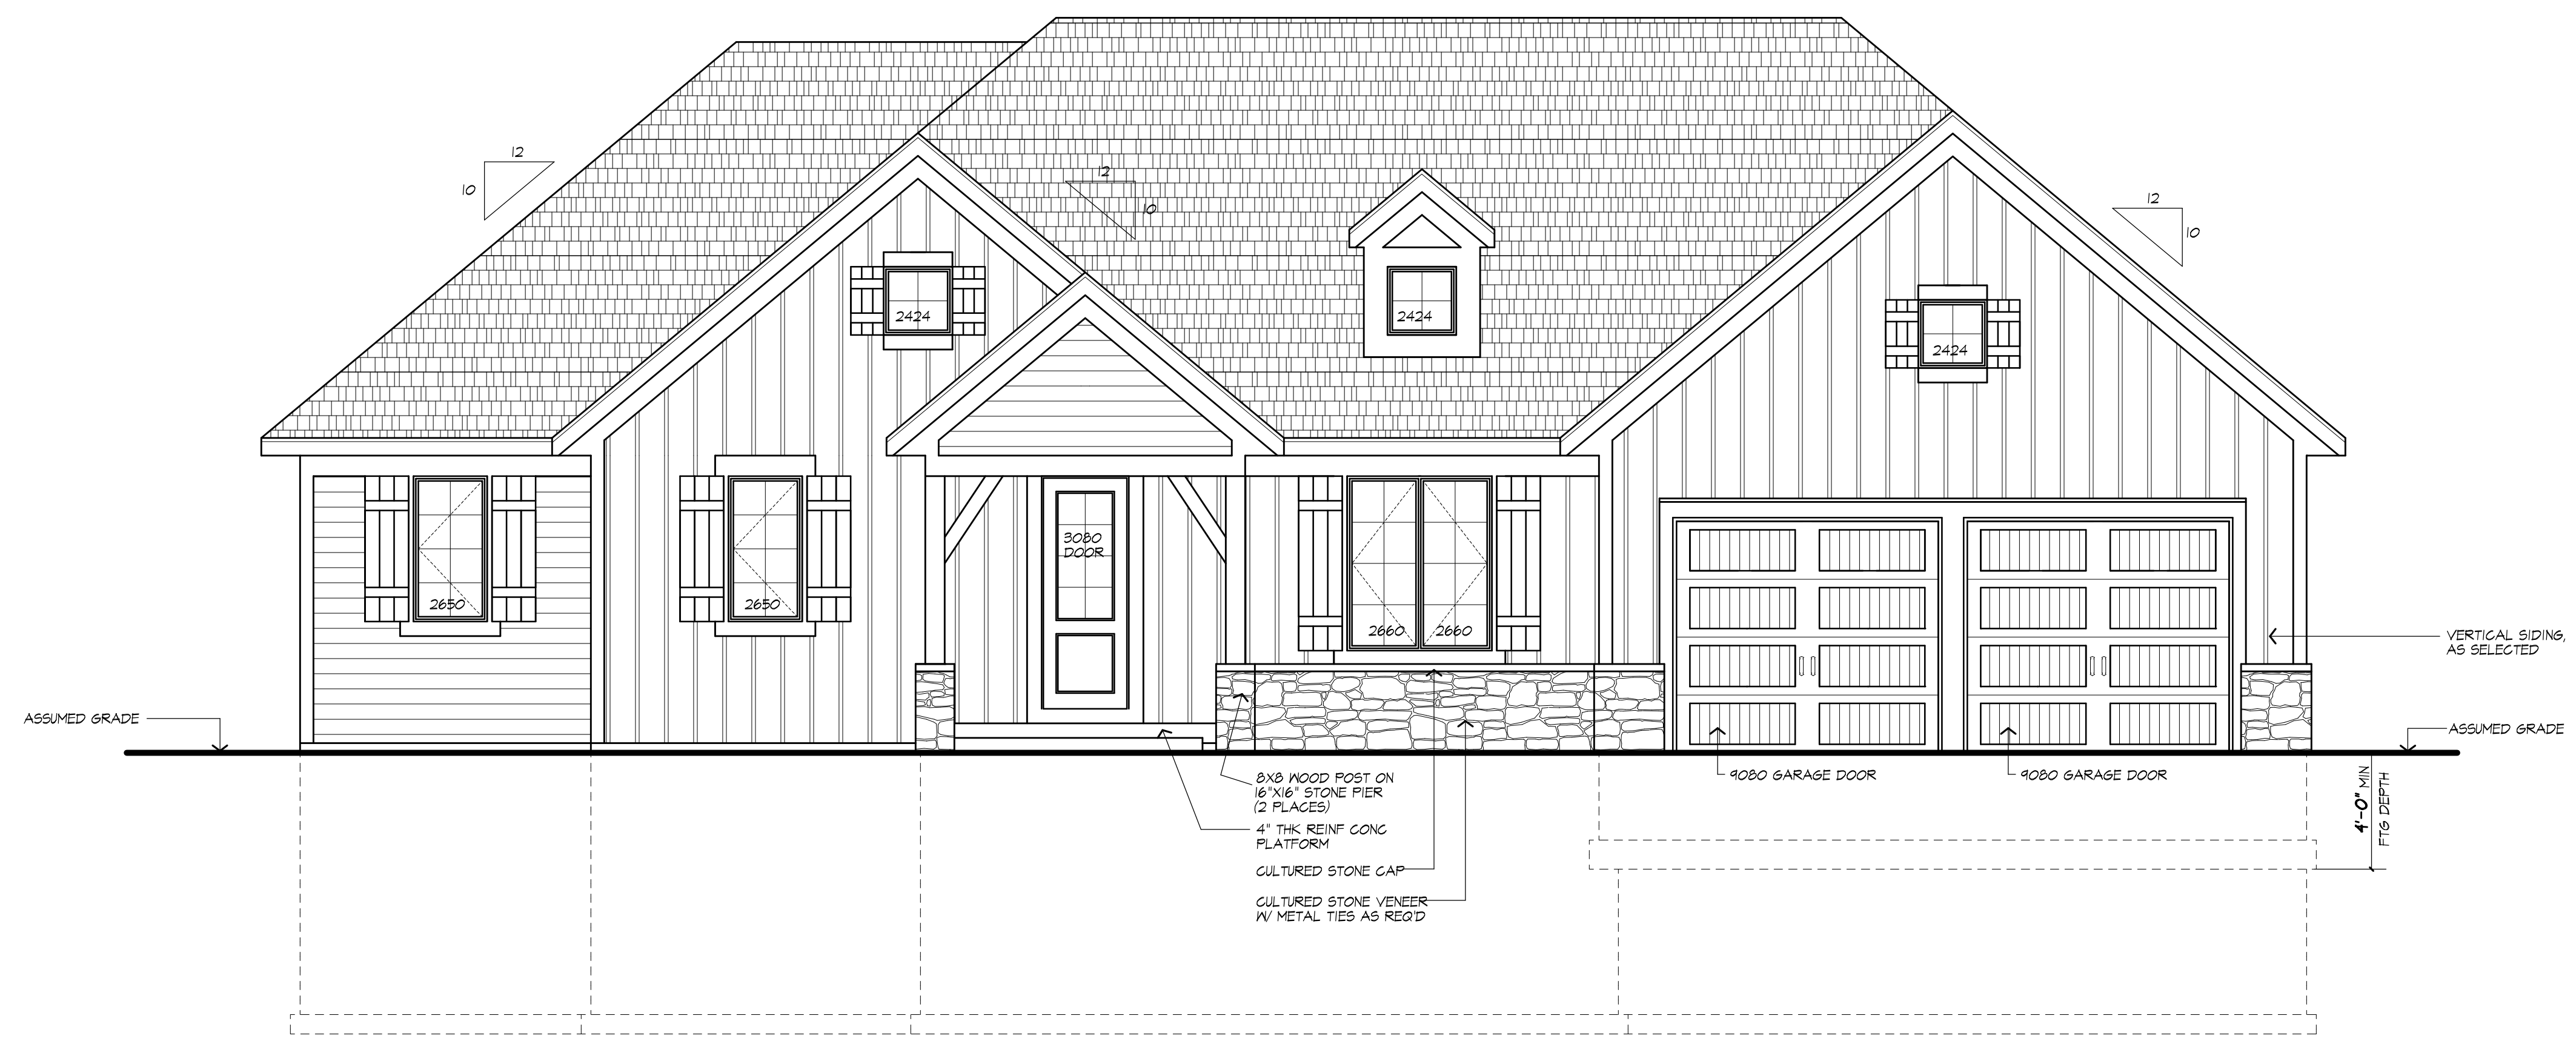 12
10
12
10
12
10
2424
2424
2424
3080
DOOR
2650
2650
2660
2660
VERTICAL SIDING,
AS SELECTED
ASSUMED GRADE
ASSUMED GRADE
8X8 WOOD POST ON
16"X16" STONE PIER
(2 PLACES)
4" THK REINF CONC
PLATFORM
CULTURED STONE CAP
CULTURED STONE VENEER
W/ METAL TIES AS REQ'D
9080 GARAGE DOOR
9080 GARAGE DOOR
4'-0" MIN
FTG DEPTH